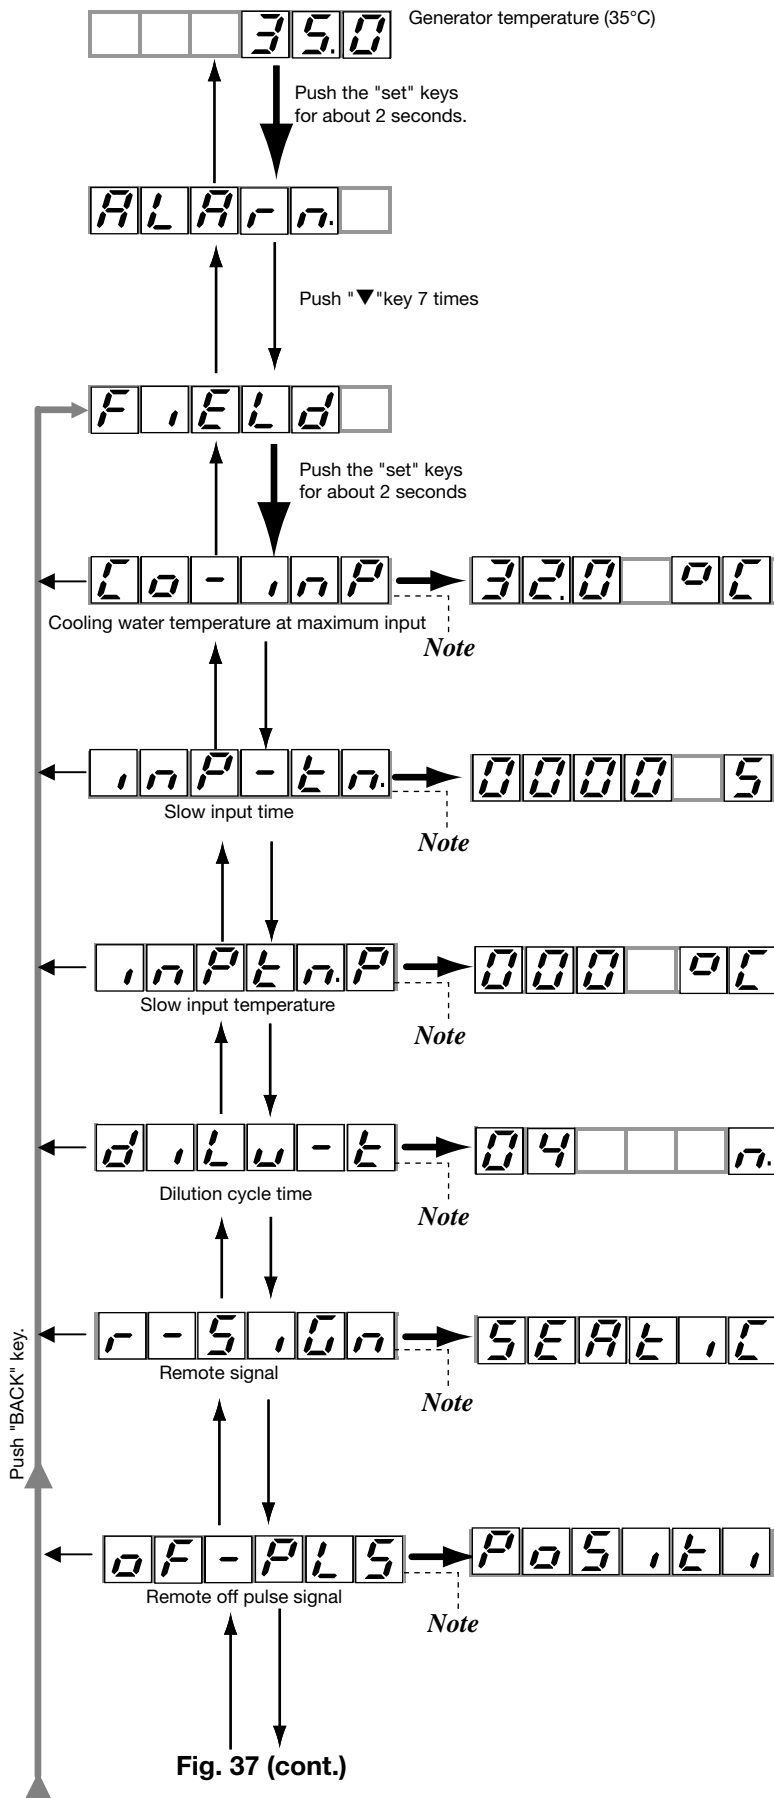 35.0
Generator temperature (35°C)
Push the "set" keys
for about 2 seconds.
ALArn.
Push "▼"key 7 times
FiELd
Push the "set" keys
for about 2 seconds
Co-inP
32.0 °C
Cooling water temperature at maximum input
Note
inP-tn.
0000 S
Slow input time
Note
inPtn.P
000 °C
Slow input temperature
Note
diLu-t
04 n.
Dilution cycle time
Note
r-SiGn
SEAtiC
Remote signal
Note
Push "BACK" key.
oF-PLS
PoSiti
Remote off pulse signal
Note
Fig. 37 (cont.)